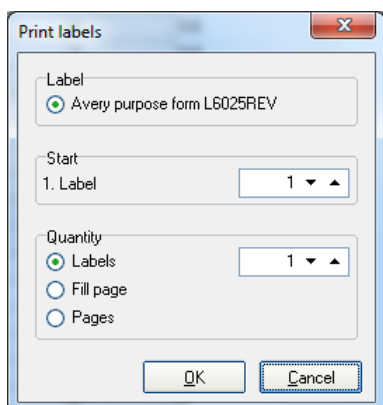 Print labels
Label
Avery purpose form L6025REV
Start
1. Label 1
Quantity
Labels 1
Fill page
Pages
OK Cancel